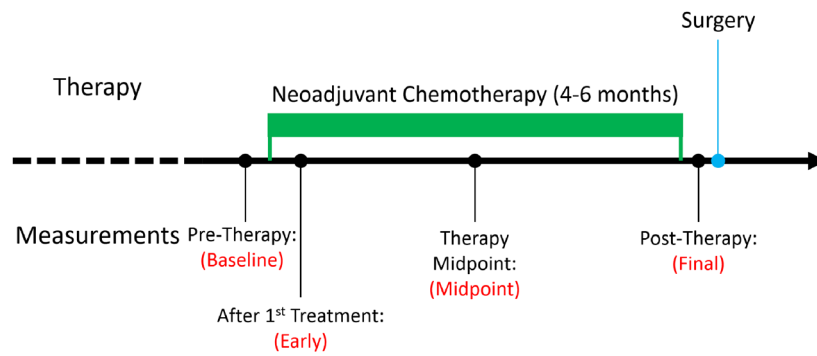 Surgery
Therapy
Neoadjuvant Chemotherapy (4-6 months)
Measurements
Pre-Therapy:
(Baseline)
After 1st Treatment:
(Early)
Therapy
Midpoint:
(Midpoint)
Post-Therapy:
(Final)